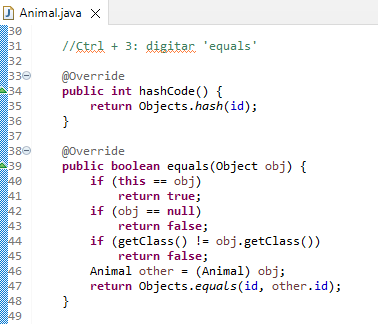 Animal.java
30
31 //Ctrl + 3: digitar 'equals'
32
33 @Override
34 public int hashCode() {
35 return Objects.hash(id);
36 }
37
38 @Override
39 public boolean equals(Object obj) {
40 if (this == obj)
41 return true;
42 if (obj == null)
43 return false;
44 if (getClass() != obj.getClass())
45 return false;
46 Animal other = (Animal) obj;
47 return Objects.equals(id, other.id);
48 }
49